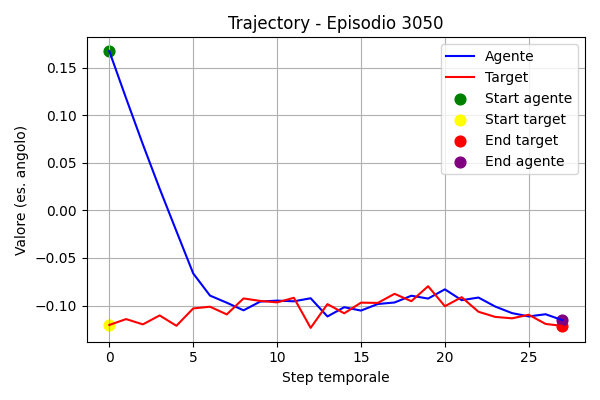 Trajectory - Episodio 3050
Agente
Target
Start agente
Start target
End target
End agente
Valore (es. angolo)
0.15
0.10
0.05
0.00
−0.05
−0.10
0 5 10 15 20 25
Step temporale